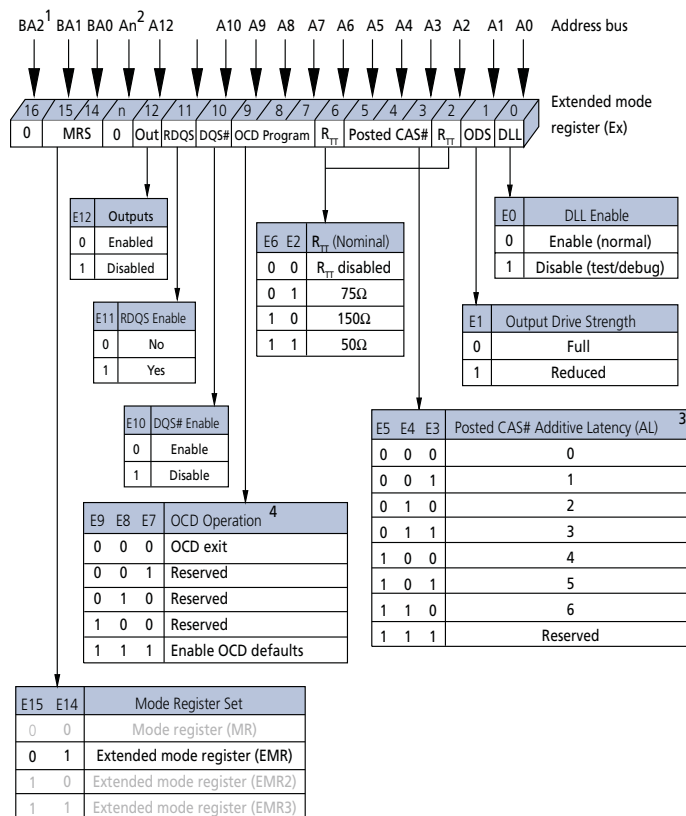 BA2¹ BA1 BA0 An² A12 A10 A9 A8 A7 A6 A5 A4 A3 A2 A1 A0 Address bus
16 15 14 n 12 11 10 9 8 7 6 5 4 3 2 1 0
0 MRS 0 Out RDQS DQS# OCD Program RTT Posted CAS# RTT ODS DLL
Extended mode
register (Ex)
E12 Outputs
0 Enabled
1 Disabled
E11 RDQS Enable
0 No
1 Yes
E10 DQS# Enable
0 Enable
1 Disable
E6 E2 RTT (Nominal)
0 0 RTT disabled
0 1 75Ω
1 0 150Ω
1 1 50Ω
E0 DLL Enable
0 Enable (normal)
1 Disable (test/debug)
E1 Output Drive Strength
0 Full
1 Reduced
E5 E4 E3 Posted CAS# Additive Latency (AL) 3
0 0 0 0
0 0 1 1
0 1 0 2
0 1 1 3
1 0 0 4
1 0 1 5
1 1 0 6
1 1 1 Reserved
E9 E8 E7 OCD Operation 4
0 0 0 OCD exit
0 0 1 Reserved
0 1 0 Reserved
1 0 0 Reserved
1 1 1 Enable OCD defaults
E15 E14 Mode Register Set
0 0 Mode register (MR)
0 1 Extended mode register (EMR)
1 0 Extended mode register (EMR2)
1 1 Extended mode register (EMR3)